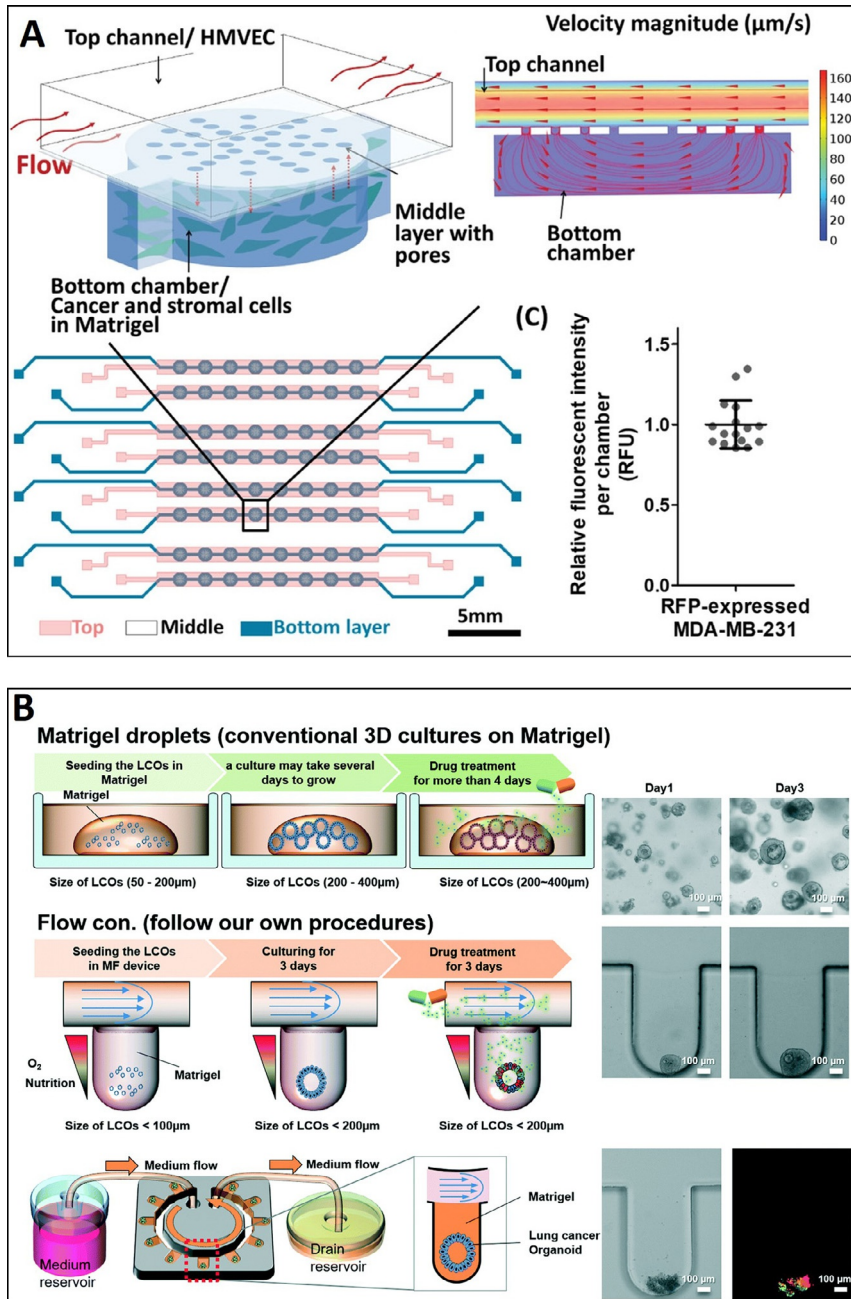 A
Top channel/ HMVEC
Flow
Middle
layer with
pores
Bottom chamber/
Cancer and stromal cells
in Matrigel
Velocity magnitude (µm/s)
Top channel
Bottom
chamber
160
140
120
100
80
60
40
20
0
Top
Middle
Bottom layer
5mm
(C)
Relative fluorescent intensity
per chamber
(RFU)
1.5
1.0
0.5
0.0
RFP-expressed
MDA-MB-231
B
Matrigel droplets (conventional 3D cultures on Matrigel)
Seeding the LCOs in
Matrigel
a culture may take several
days to grow
Drug treatment
for more than 4 days
Matrigel
Size of LCOs (50 - 200µm)
Size of LCOs (200 - 400µm)
Size of LCOs (200~400µm)
Day1
Day3
100 µm
100 µm
Flow con. (follow our own procedures)
Seeding the LCOs
in MF device
Culturing for
3 days
Drug treatment
for 3 days
O2
Nutrition
Matrigel
Size of LCOs < 100µm
Size of LCOs < 200µm
Size of LCOs < 200µm
100 µm
100 µm
Medium flow
Medium flow
Medium
reservoir
Drain
reservoir
Matrigel
Lung cancer
Organoid
100 µm
100 µm